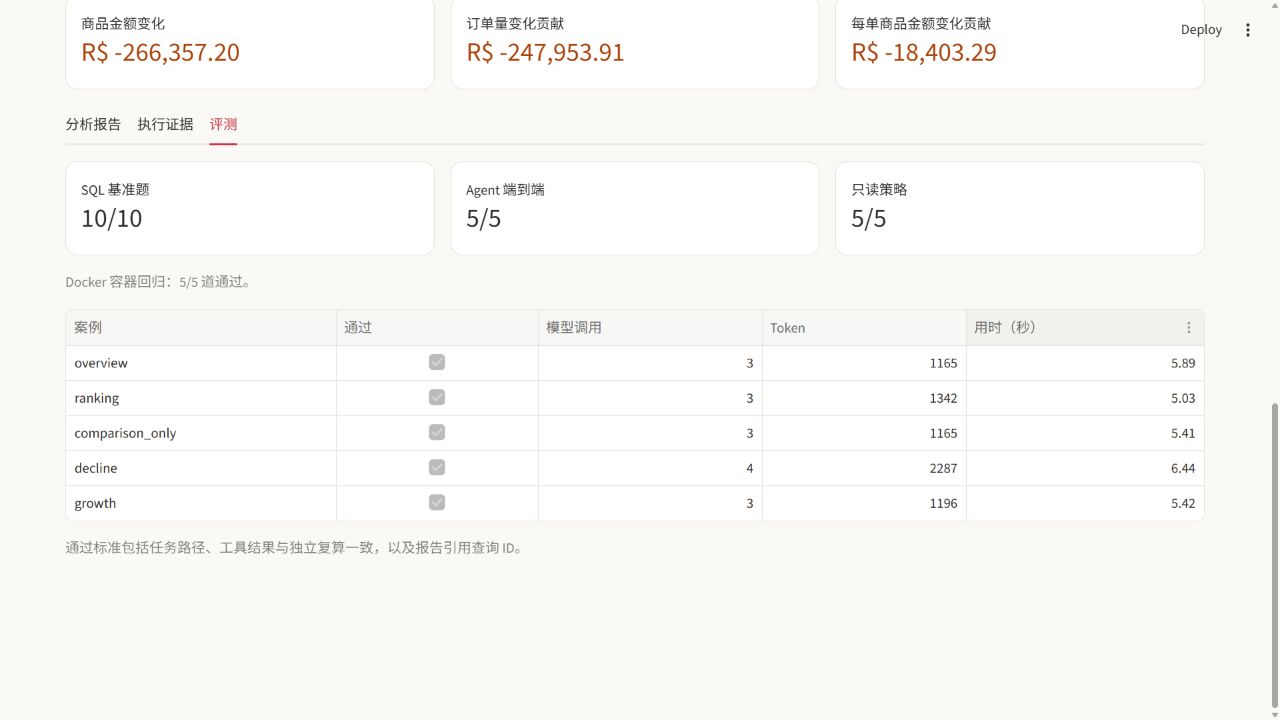 商品金额变化
R$ -266,357.20
订单量变化贡献
R$ -247,953.91
每单商品金额变化贡献
R$ -18,403.29
Deploy
分析报告 执行证据 评测
SQL 基准题
10/10
Agent 端到端
5/5
只读策略
5/5
Docker 容器回归：5/5 道通过。
案例 通过 模型调用 Token 用时（秒）
overview 3 1165 5.89
ranking 3 1342 5.03
comparison_only 3 1165 5.41
decline 4 2287 6.44
growth 3 1196 5.42
通过标准包括任务路径、工具结果与独立复算一致，以及报告引用查询 ID。